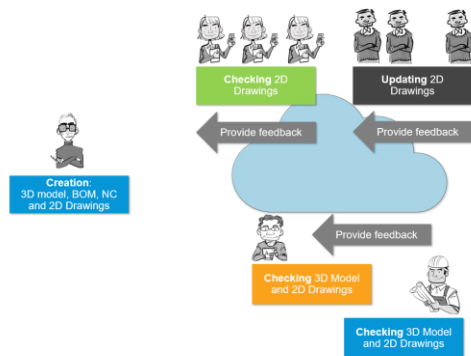 Checking 2D
Drawings
Updating 2D
Drawings
Provide feedback
Provide feedback
Creation:
3D model, BOM, NC
and 2D Drawings
Provide feedback
Checking 3D Model
and 2D Drawings
Checking 3D Model
and 2D Drawings